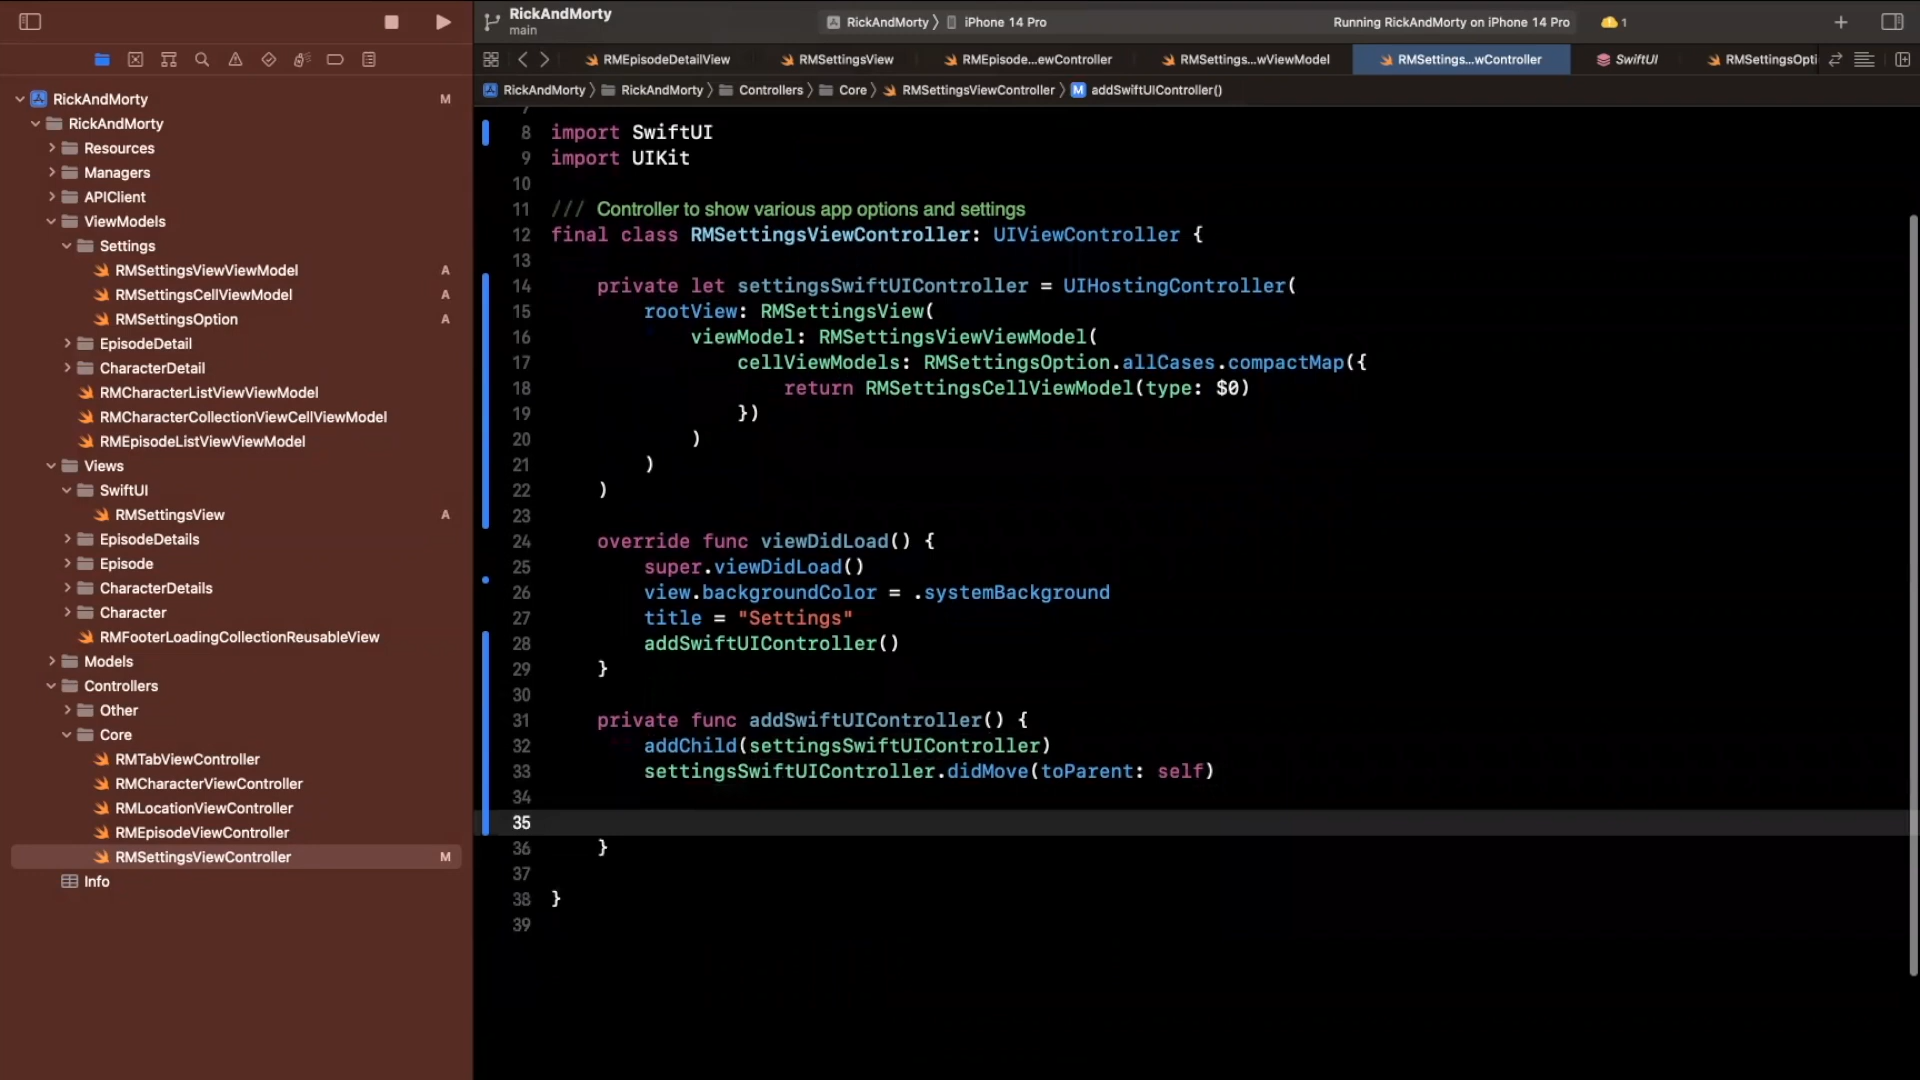 RickAndMorty
main
RickAndMorty
iPhone 14 Pro
Running RickAndMorty on iPhone 14 Pro
1
RMEpisodeDetailView
RMSettingsView
RMEpisode...ewController
RMSettings...wViewModel
RMSettings...wController
SwiftUI
RMSettingsOpti
RickAndMorty
RickAndMorty
Controllers
Core
RMSettingsViewController
M
addSwiftUIController()
RickAndMorty M
RickAndMorty
Resources
Managers
APIClient
ViewModels
Settings
RMSettingsViewViewModel A
RMSettingsCellViewModel A
RMSettingsOption A
EpisodeDetail
CharacterDetail
RMCharacterListViewViewModel
RMCharacterCollectionViewCellViewModel
RMEpisodeListViewViewModel
Views
SwiftUI
RMSettingsView A
EpisodeDetails
Episode
CharacterDetails
Character
RMFooterLoadingCollectionReusableView
Models
Controllers
Other
Core
RMTabViewController
RMCharacterViewController
RMLocationViewController
RMEpisodeViewController
RMSettingsViewController M
Info
8 import SwiftUI
9 import UIKit
10
11 /// Controller to show various app options and settings
12 final class RMSettingsViewController: UIViewController {
13
14 private let settingsSwiftUIController = UIHostingController(
15 rootView: RMSettingsView(
16 viewModel: RMSettingsViewViewModel(
17 cellViewModels: RMSettingsOption.allCases.compactMap({
18 return RMSettingsCellViewModel(type: $0)
19 })
20 )
21 )
22 )
23
24 override func viewDidLoad() {
25 super.viewDidLoad()
26 view.backgroundColor = .systemBackground
27 title = "Settings"
28 addSwiftUIController()
29 }
30
31 private func addSwiftUIController() {
32 addChild(settingsSwiftUIController)
33 settingsSwiftUIController.didMove(toParent: self)
34
35
36 }
37
38 }
39